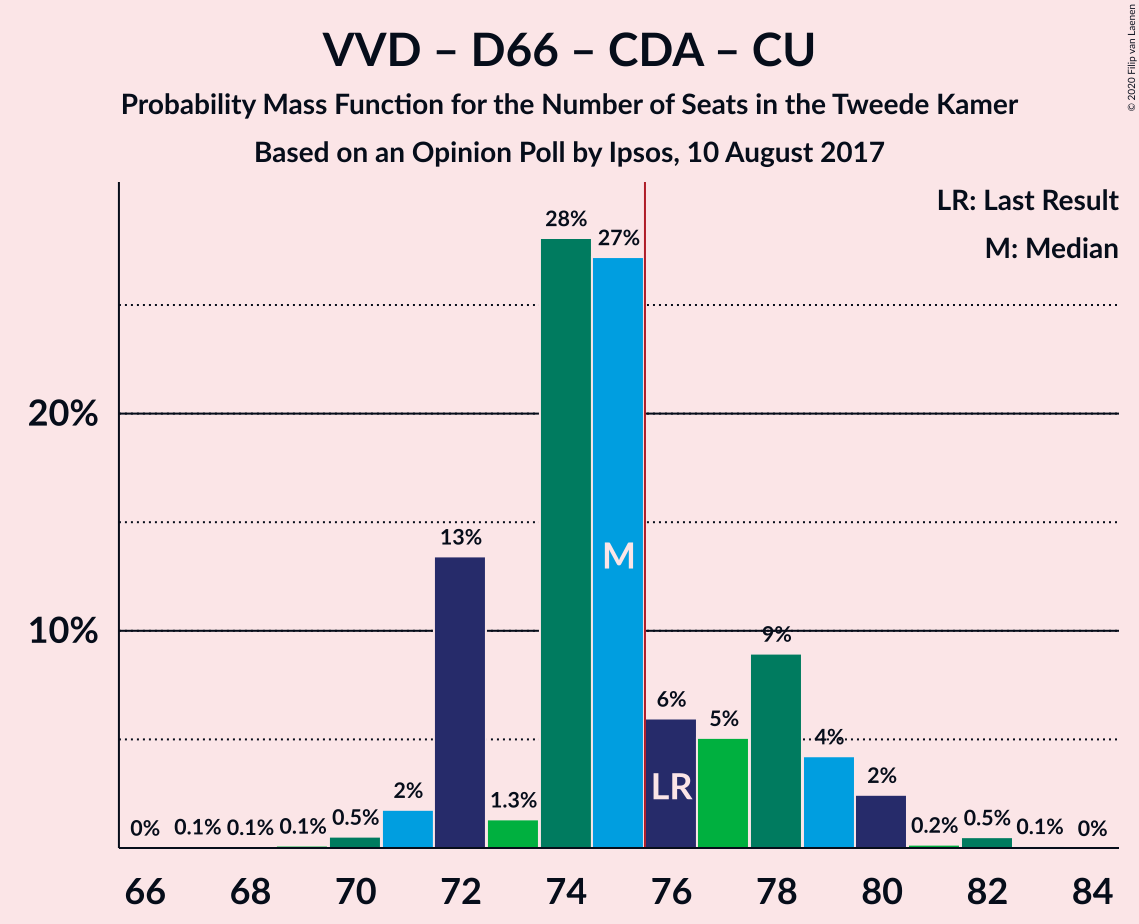 VVD – D66 – CDA – CU
Probability Mass Function for the Number of Seats in the Tweede Kamer
Based on an Opinion Poll by Ipsos, 10 August 2017
© 2020 Filip van Laenen
LR: Last Result
M: Median
20%
10%
0%
0.1%
0.1%
0.1%
0.5%
2%
13%
1.3%
28%
27%
6%
5%
9%
4%
2%
0.2%
0.5%
0.1%
0%
M
LR
66 68 70 72 74 76 78 80 82 84